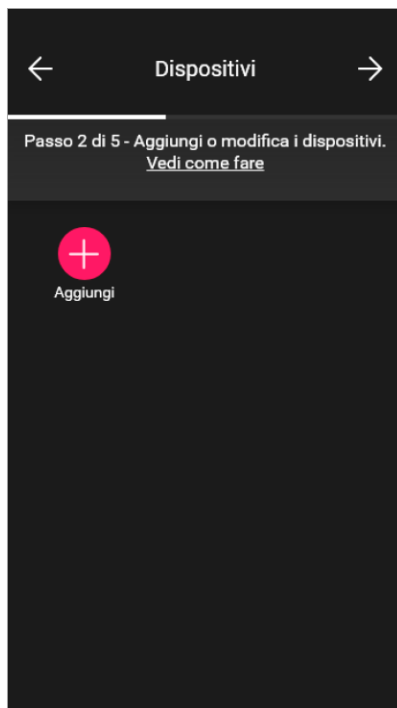 Dispositivi
Passo 2 di 5 - Aggiungi o modifica i dispositivi.
Vedi come fare
Aggiungi